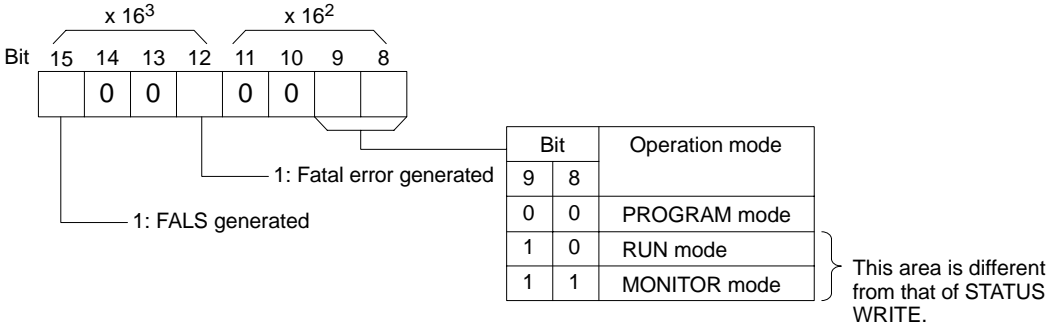 x 16³ x 16²
Bit 15 14 13 12 11 10 9 8
0 0 0 0
Bit Operation mode
9 8
1: Fatal error generated
0 0 PROGRAM mode
1: FALS generated
1 0 RUN mode
1 1 MONITOR mode
This area is different
from that of STATUS
WRITE.